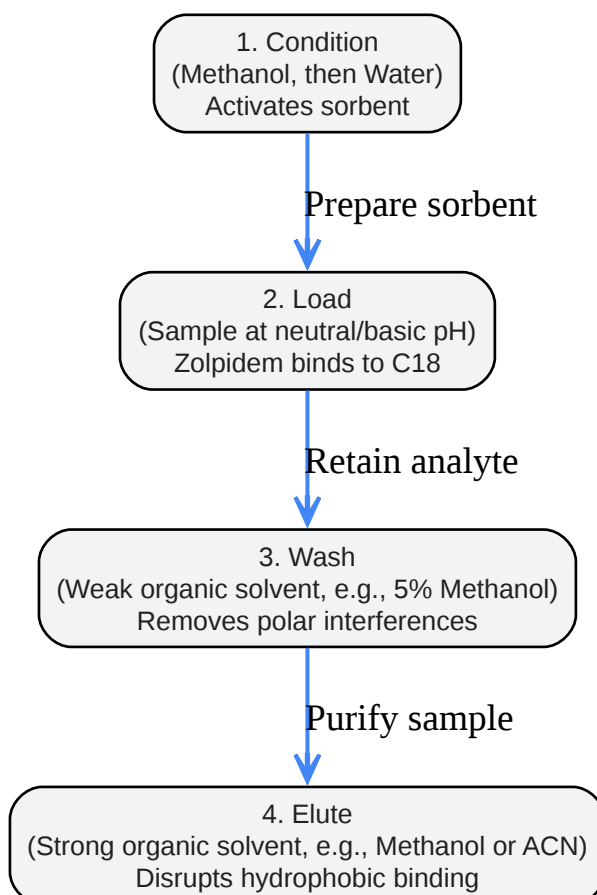 1. Condition
(Methanol, then Water)
Activates sorbent
Prepare sorbent
2. Load
(Sample at neutral/basic pH)
Zolpidem binds to C18
Retain analyte
3. Wash
(Weak organic solvent, e.g., 5% Methanol)
Removes polar interferences
Purify sample
4. Elute
(Strong organic solvent, e.g., Methanol or ACN)
Disrupts hydrophobic binding